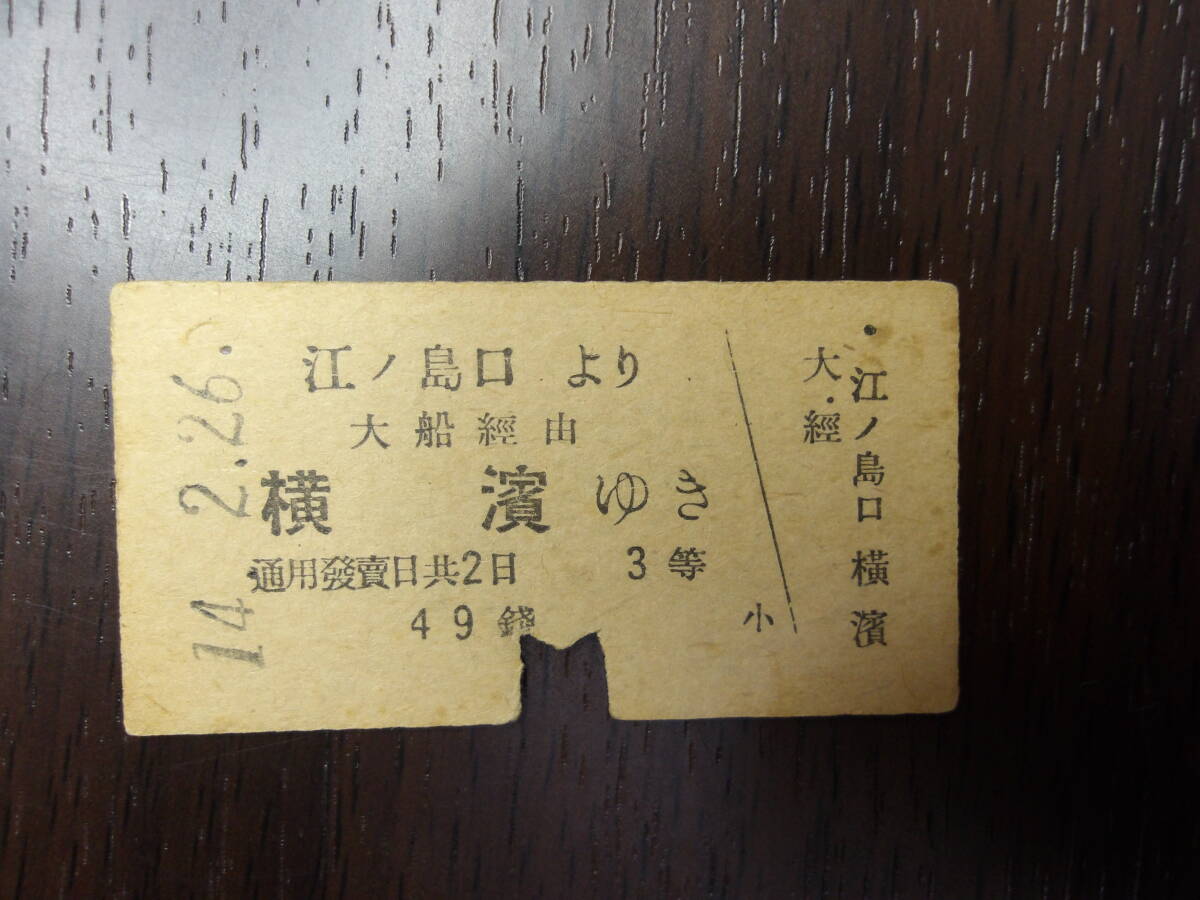 14.2.26.
江ノ島口より
大船經由
横濱ゆき
通用發賣日共2日 3等
49錢
小
大.經
江ノ島口横濱